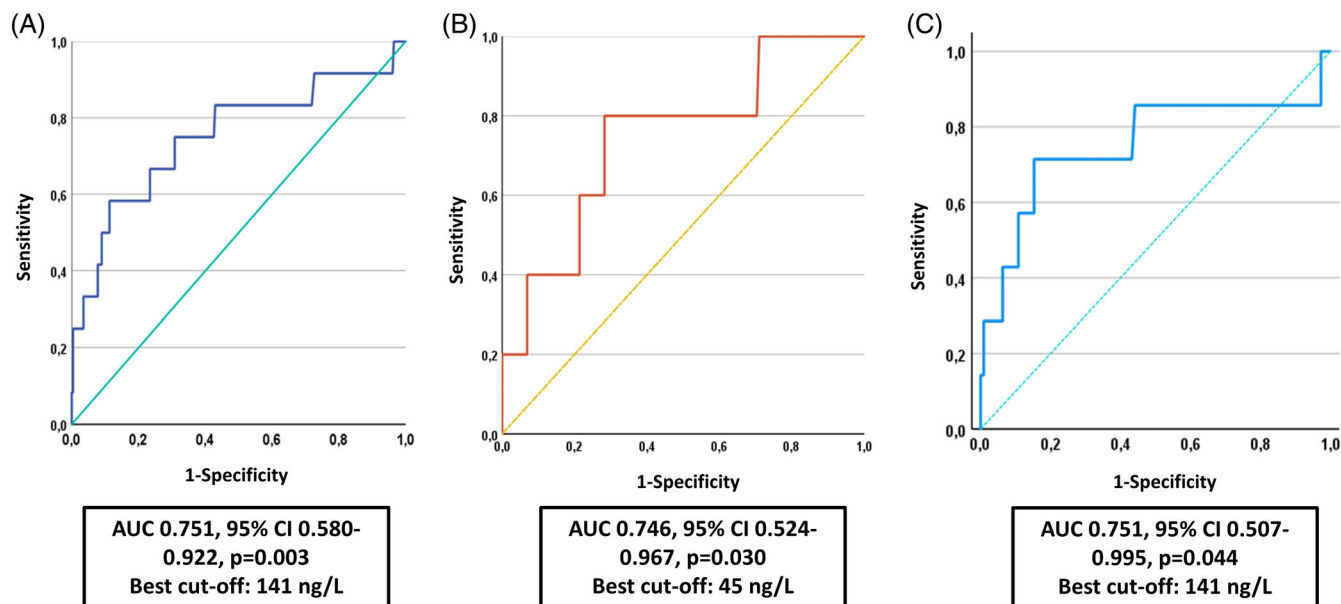 (A)
1,0
0,8
0,6
0,4
0,2
0,0
Sensitivity
0,0 0,2 0,4 0,6 0,8 1,0
1-Specificity
AUC 0.751, 95% CI 0.580-
0.922, p=0.003
Best cut-off: 141 ng/L
(B)
1,0
0,8
0,6
0,4
0,2
0,0
Sensitivity
0,0 0,2 0,4 0,6 0,8 1,0
1-Specificity
AUC 0.746, 95% CI 0.524-
0.967, p=0.030
Best cut-off: 45 ng/L
(C)
1,0
0,8
0,6
0,4
0,2
0,0
Sensitivity
0,0 0,2 0,4 0,6 0,8 1,0
1-Specificity
AUC 0.751, 95% CI 0.507-
0.995, p=0.044
Best cut-off: 141 ng/L